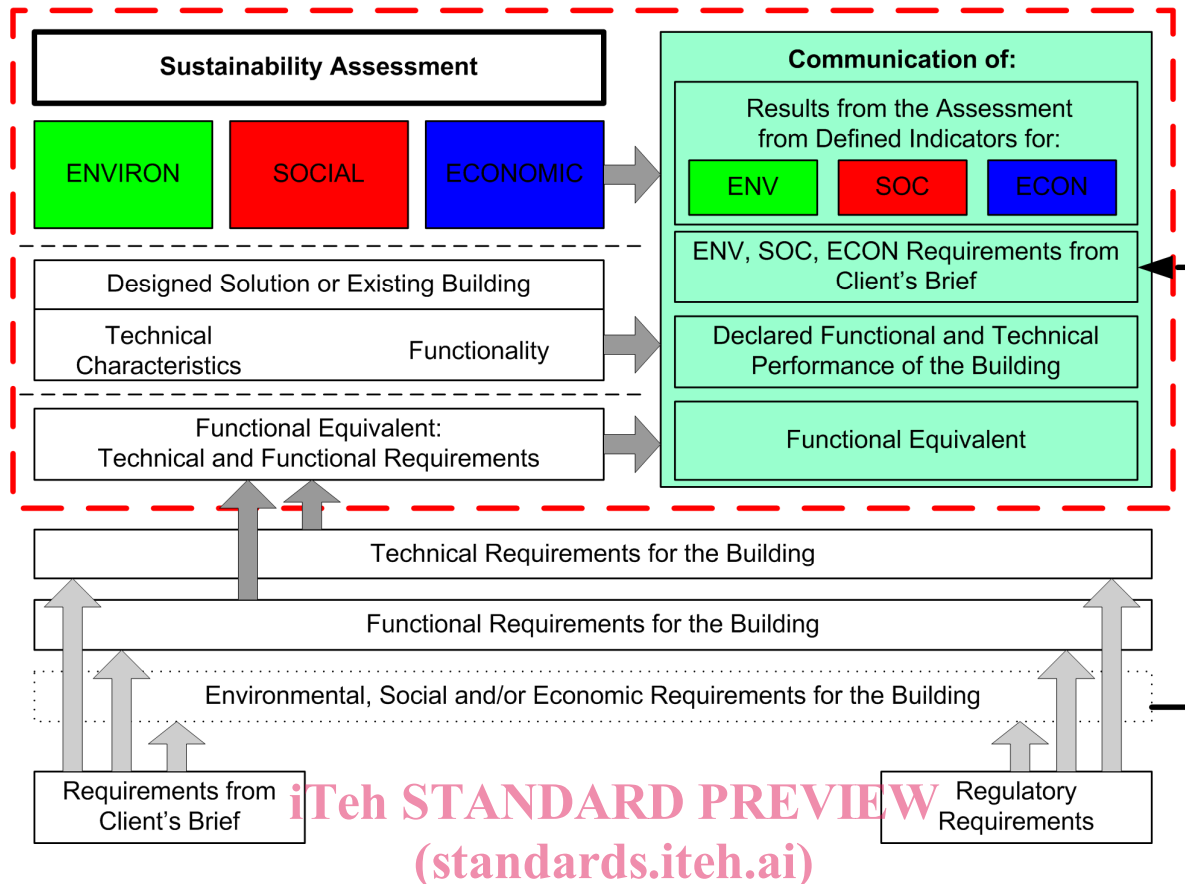 Sustainability Assessment
ENVIRON
SOCIAL
ECONOMIC
Communication of:
Results from the Assessment
from Defined Indicators for:
ENV
SOC
ECON
ENV, SOC, ECON Requirements from
Client's Brief
Designed Solution or Existing Building
Technical
Characteristics
Functionality
Declared Functional and Technical
Performance of the Building
Functional Equivalent:
Technical and Functional Requirements
Functional Equivalent
Technical Requirements for the Building
Functional Requirements for the Building
Environmental, Social and/or Economic Requirements for the Building
Requirements from
Client's Brief
Regulatory
Requirements
iTeh STANDARD PREVIEW
(standards.iteh.ai)